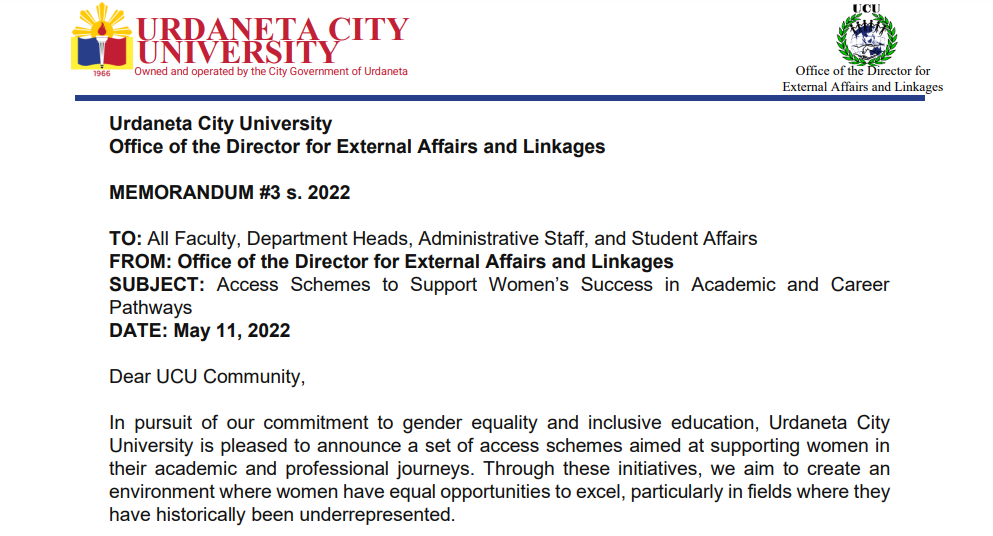 URDANETA CITY
UNIVERSITY
Owned and operated by the City Government of Urdaneta
1966
UCU
Office of the Director for
External Affairs and Linkages
Urdaneta City University
Office of the Director for External Affairs and Linkages
MEMORANDUM #3 s. 2022
TO: All Faculty, Department Heads, Administrative Staff, and Student Affairs
FROM: Office of the Director for External Affairs and Linkages
SUBJECT: Access Schemes to Support Women’s Success in Academic and Career
Pathways
DATE: May 11, 2022
Dear UCU Community,
In pursuit of our commitment to gender equality and inclusive education, Urdaneta City
University is pleased to announce a set of access schemes aimed at supporting women in
their academic and professional journeys. Through these initiatives, we aim to create an
environment where women have equal opportunities to excel, particularly in fields where they
have historically been underrepresented.